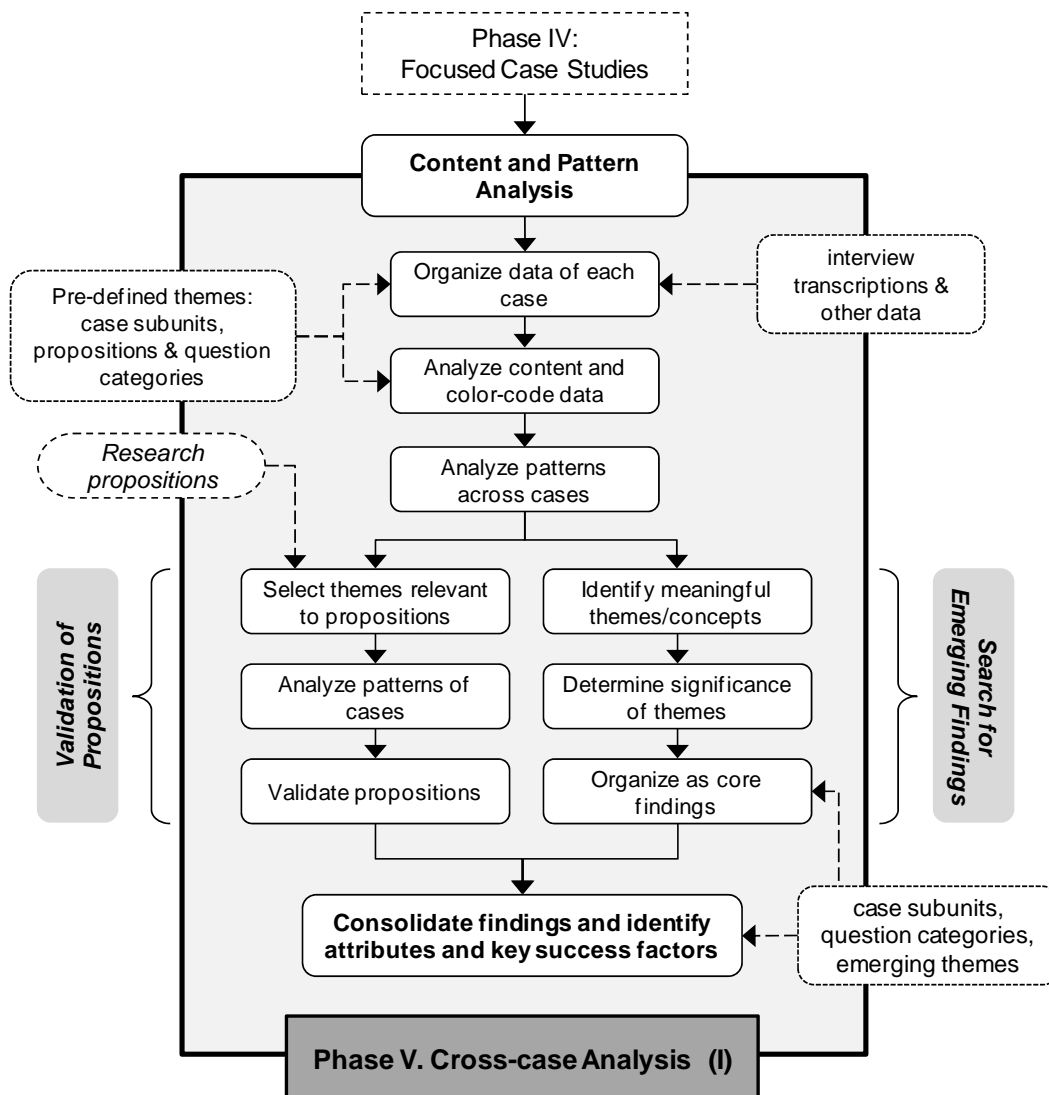 Phase IV:
Focused Case Studies
Content and Pattern
Analysis
Organize data of each
case
interview
transcriptions &
other data
Pre-defined themes:
case subunits,
propositions & question
categories
Analyze content and
color-code data
Research
propositions
Analyze patterns
across cases
Validation of
Propositions
Select themes relevant
to propositions
Identify meaningful
themes/concepts
Search for
Emerging Findings
Analyze patterns of
cases
Determine significance
of themes
Validate propositions
Organize as core
findings
Consolidate findings and identify
attributes and key success factors
case subunits,
question categories,
emerging themes
Phase V. Cross-case Analysis (I)